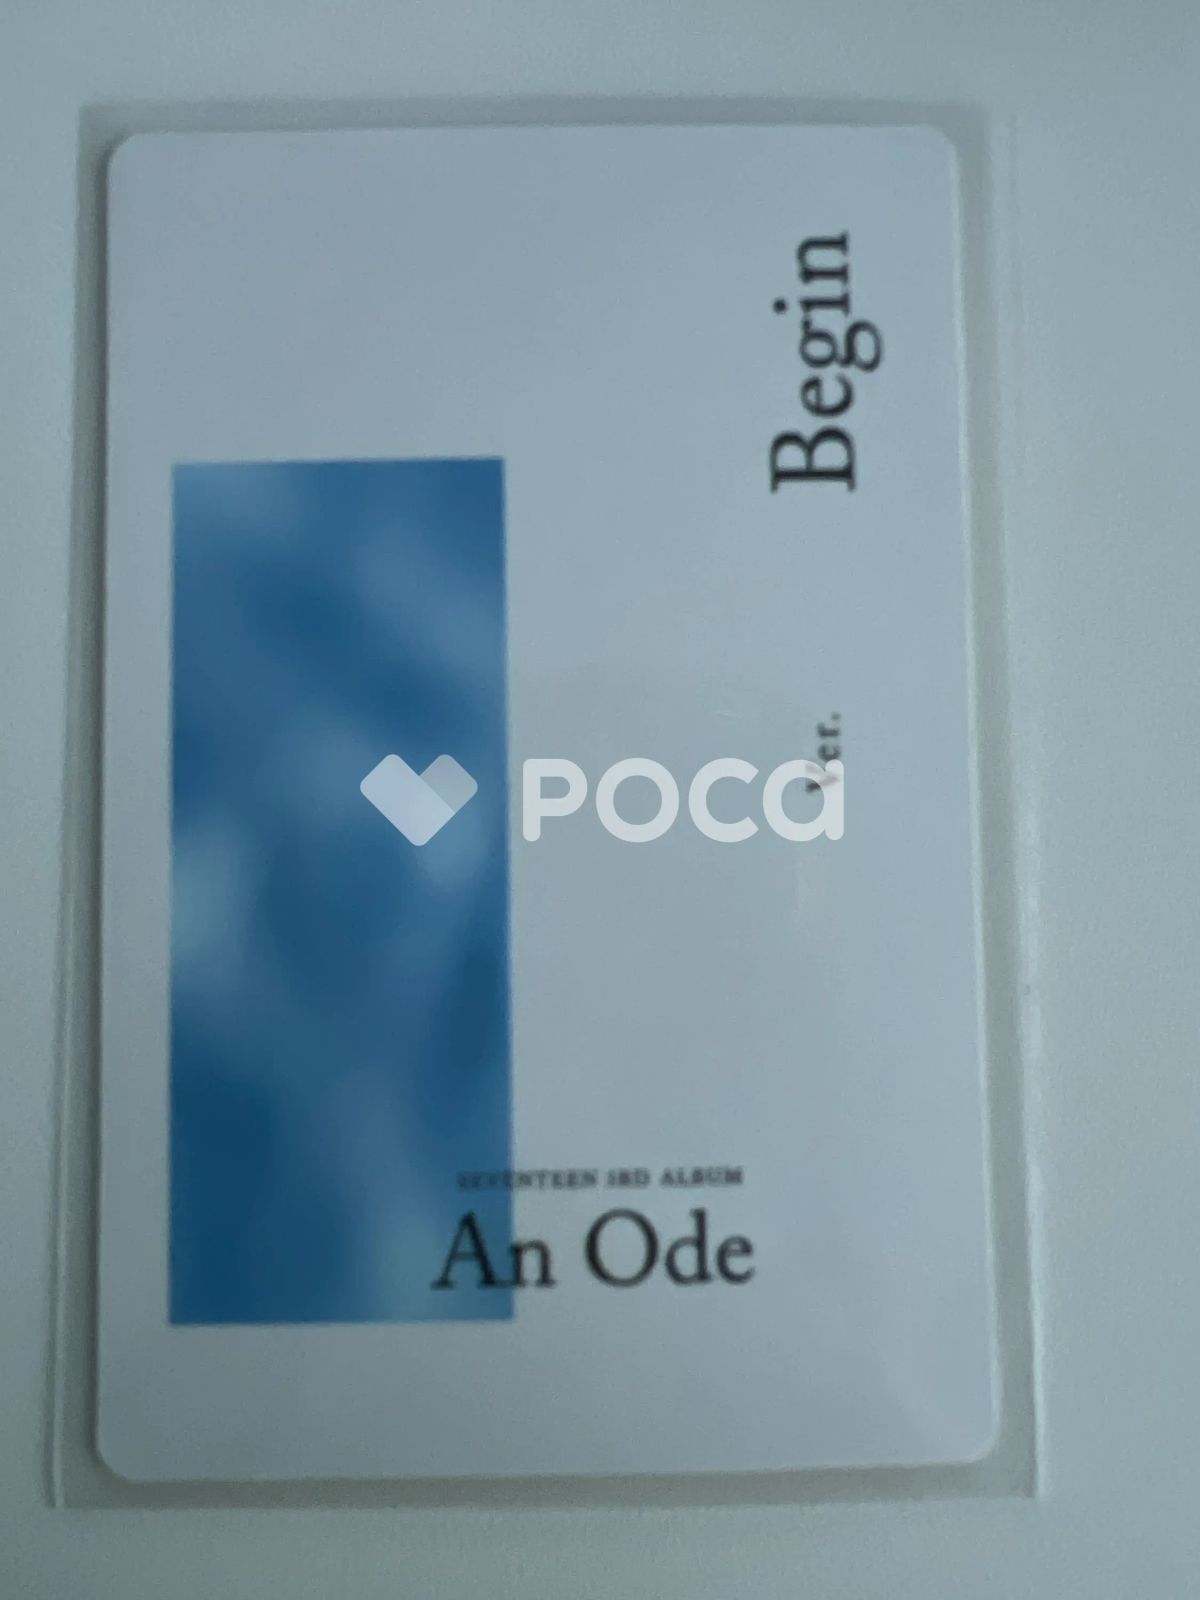 Begin
Ver.
POCA
SEVENTEEN 3RD ALBUM
An Ode